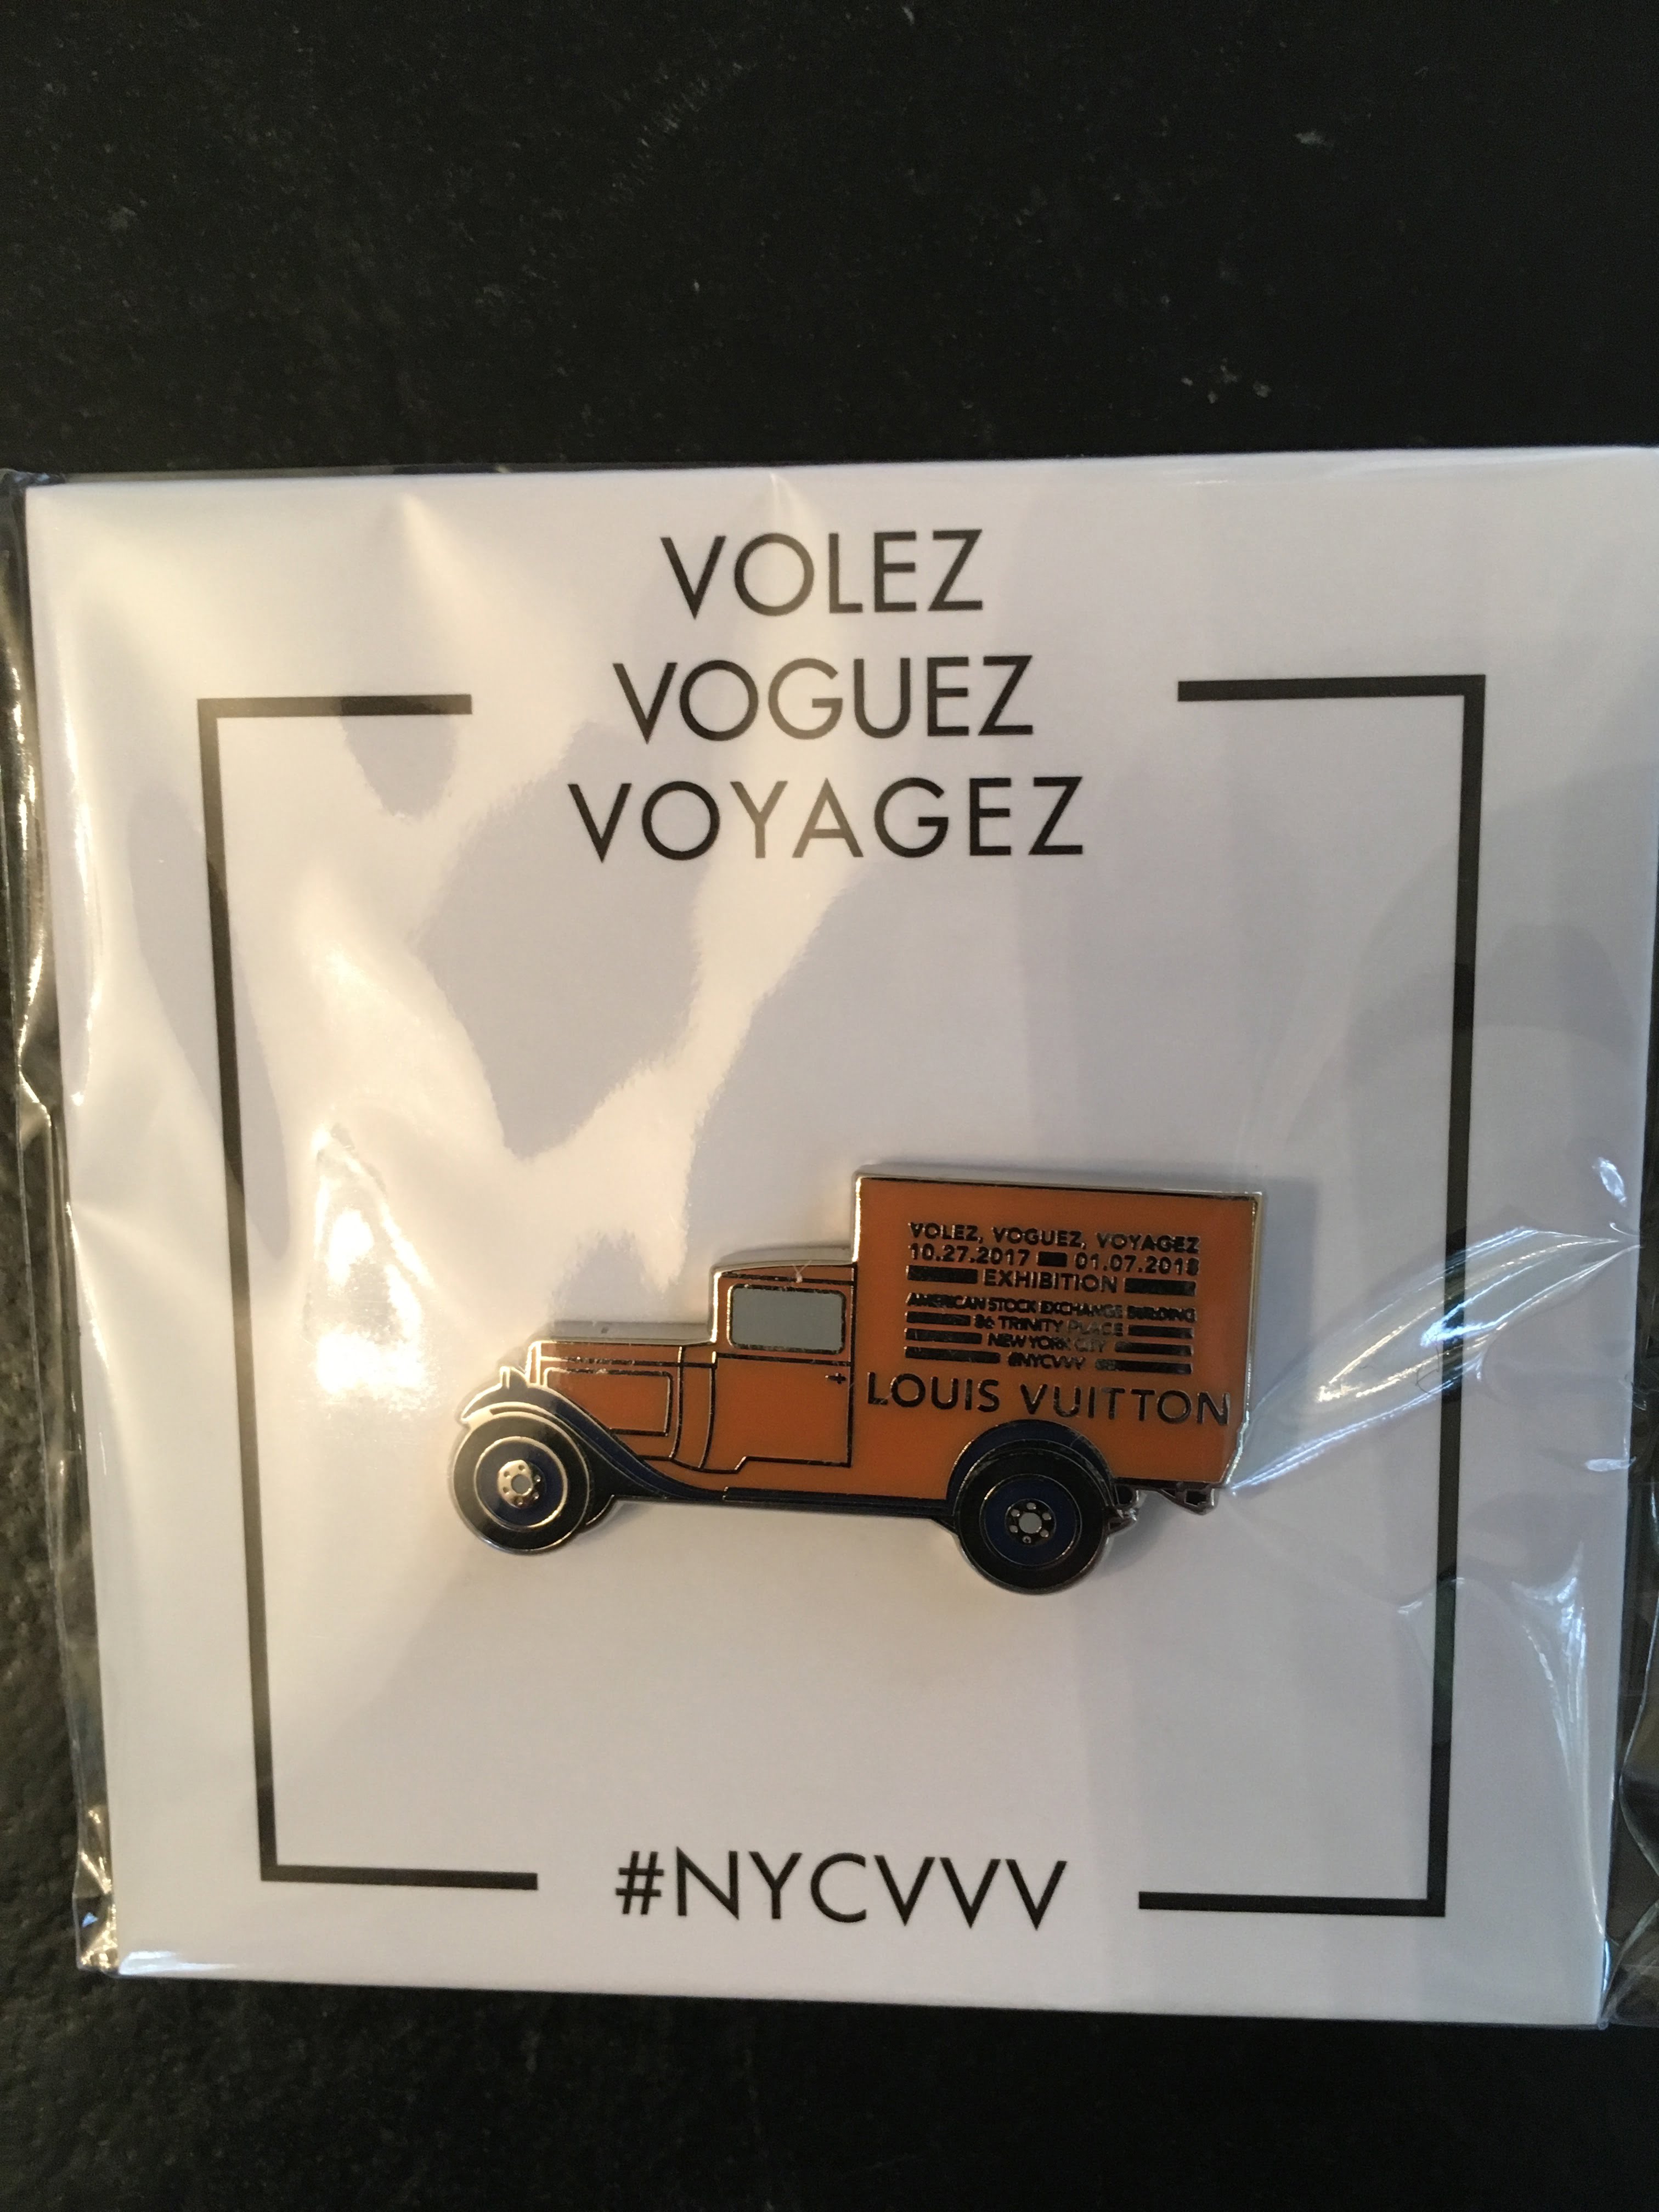 VOLEZ
VOGUEZ
VOYAGEZ
VOLEZ, VOGUEZ, VOYAGEZ
10.27.2017 01.07.2018
EXHIBITION
AMERICAN STOCK EXCHANGE BUILDING
86 TRINITY PLACE
NEW YORK CITY
#NYCVVV
LOUIS VUITTON
#NYCVVV